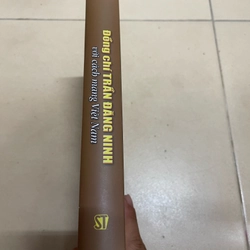 Đồng chí TRẦN ĐĂNG NINH
với cách mạng Việt Nam
ST